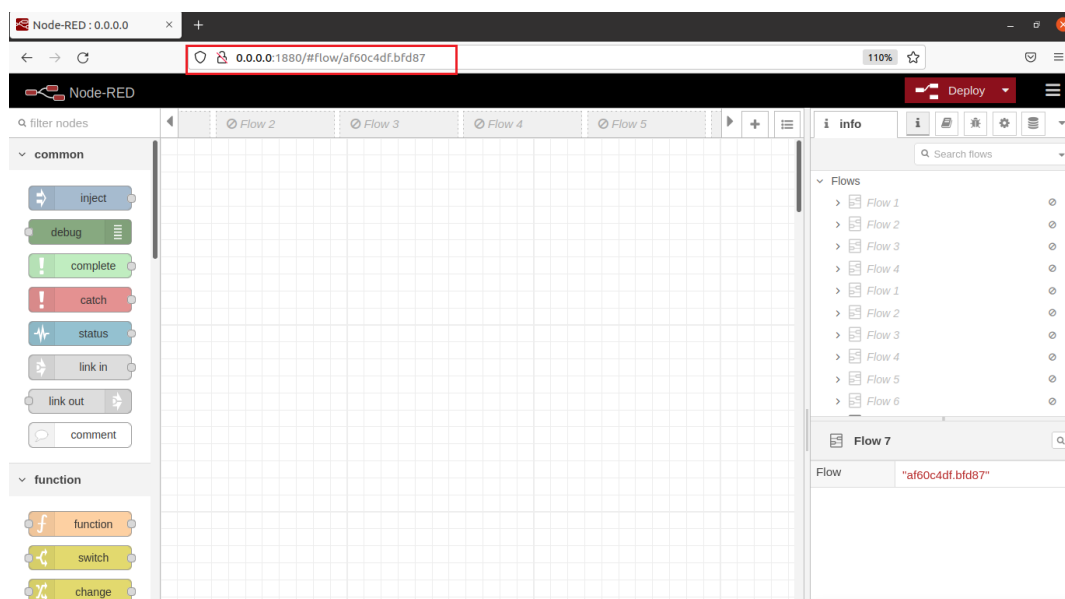 Node-RED : 0.0.0.0
0.0.0.0:1880/#flow/af60c4df.bfd87
110%
Node-RED
Deploy
filter nodes
Flow 2
Flow 3
Flow 4
Flow 5
i info
Search flows
common
inject
debug
complete
catch
status
link in
link out
comment
function
function
switch
change
Flows
Flow 1
Flow 2
Flow 3
Flow 4
Flow 1
Flow 2
Flow 3
Flow 4
Flow 5
Flow 6
Flow 7
Flow "af60c4df.bfd87"